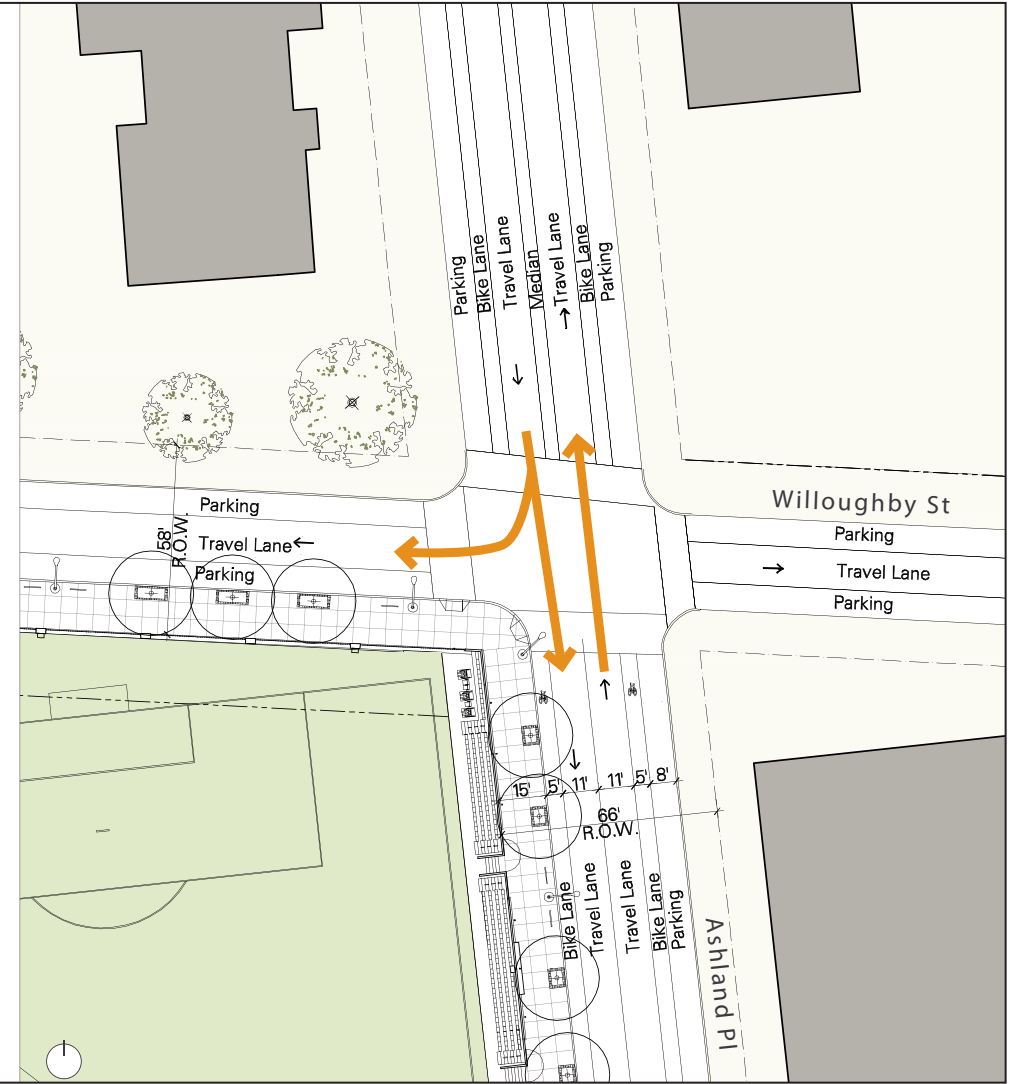 Parking
Bike Lane
Travel Lane
Median
Travel Lane
Bike Lane
Parking
Willoughby St
Parking
Travel Lane
Parking
58'
R.O.W.
Parking
Travel Lane
Parking
15'
5'
11'
11'
5'
8'
66'
R.O.W.
Bike Lane
Travel Lane
Travel Lane
Bike Lane
Parking
Ashland Pl